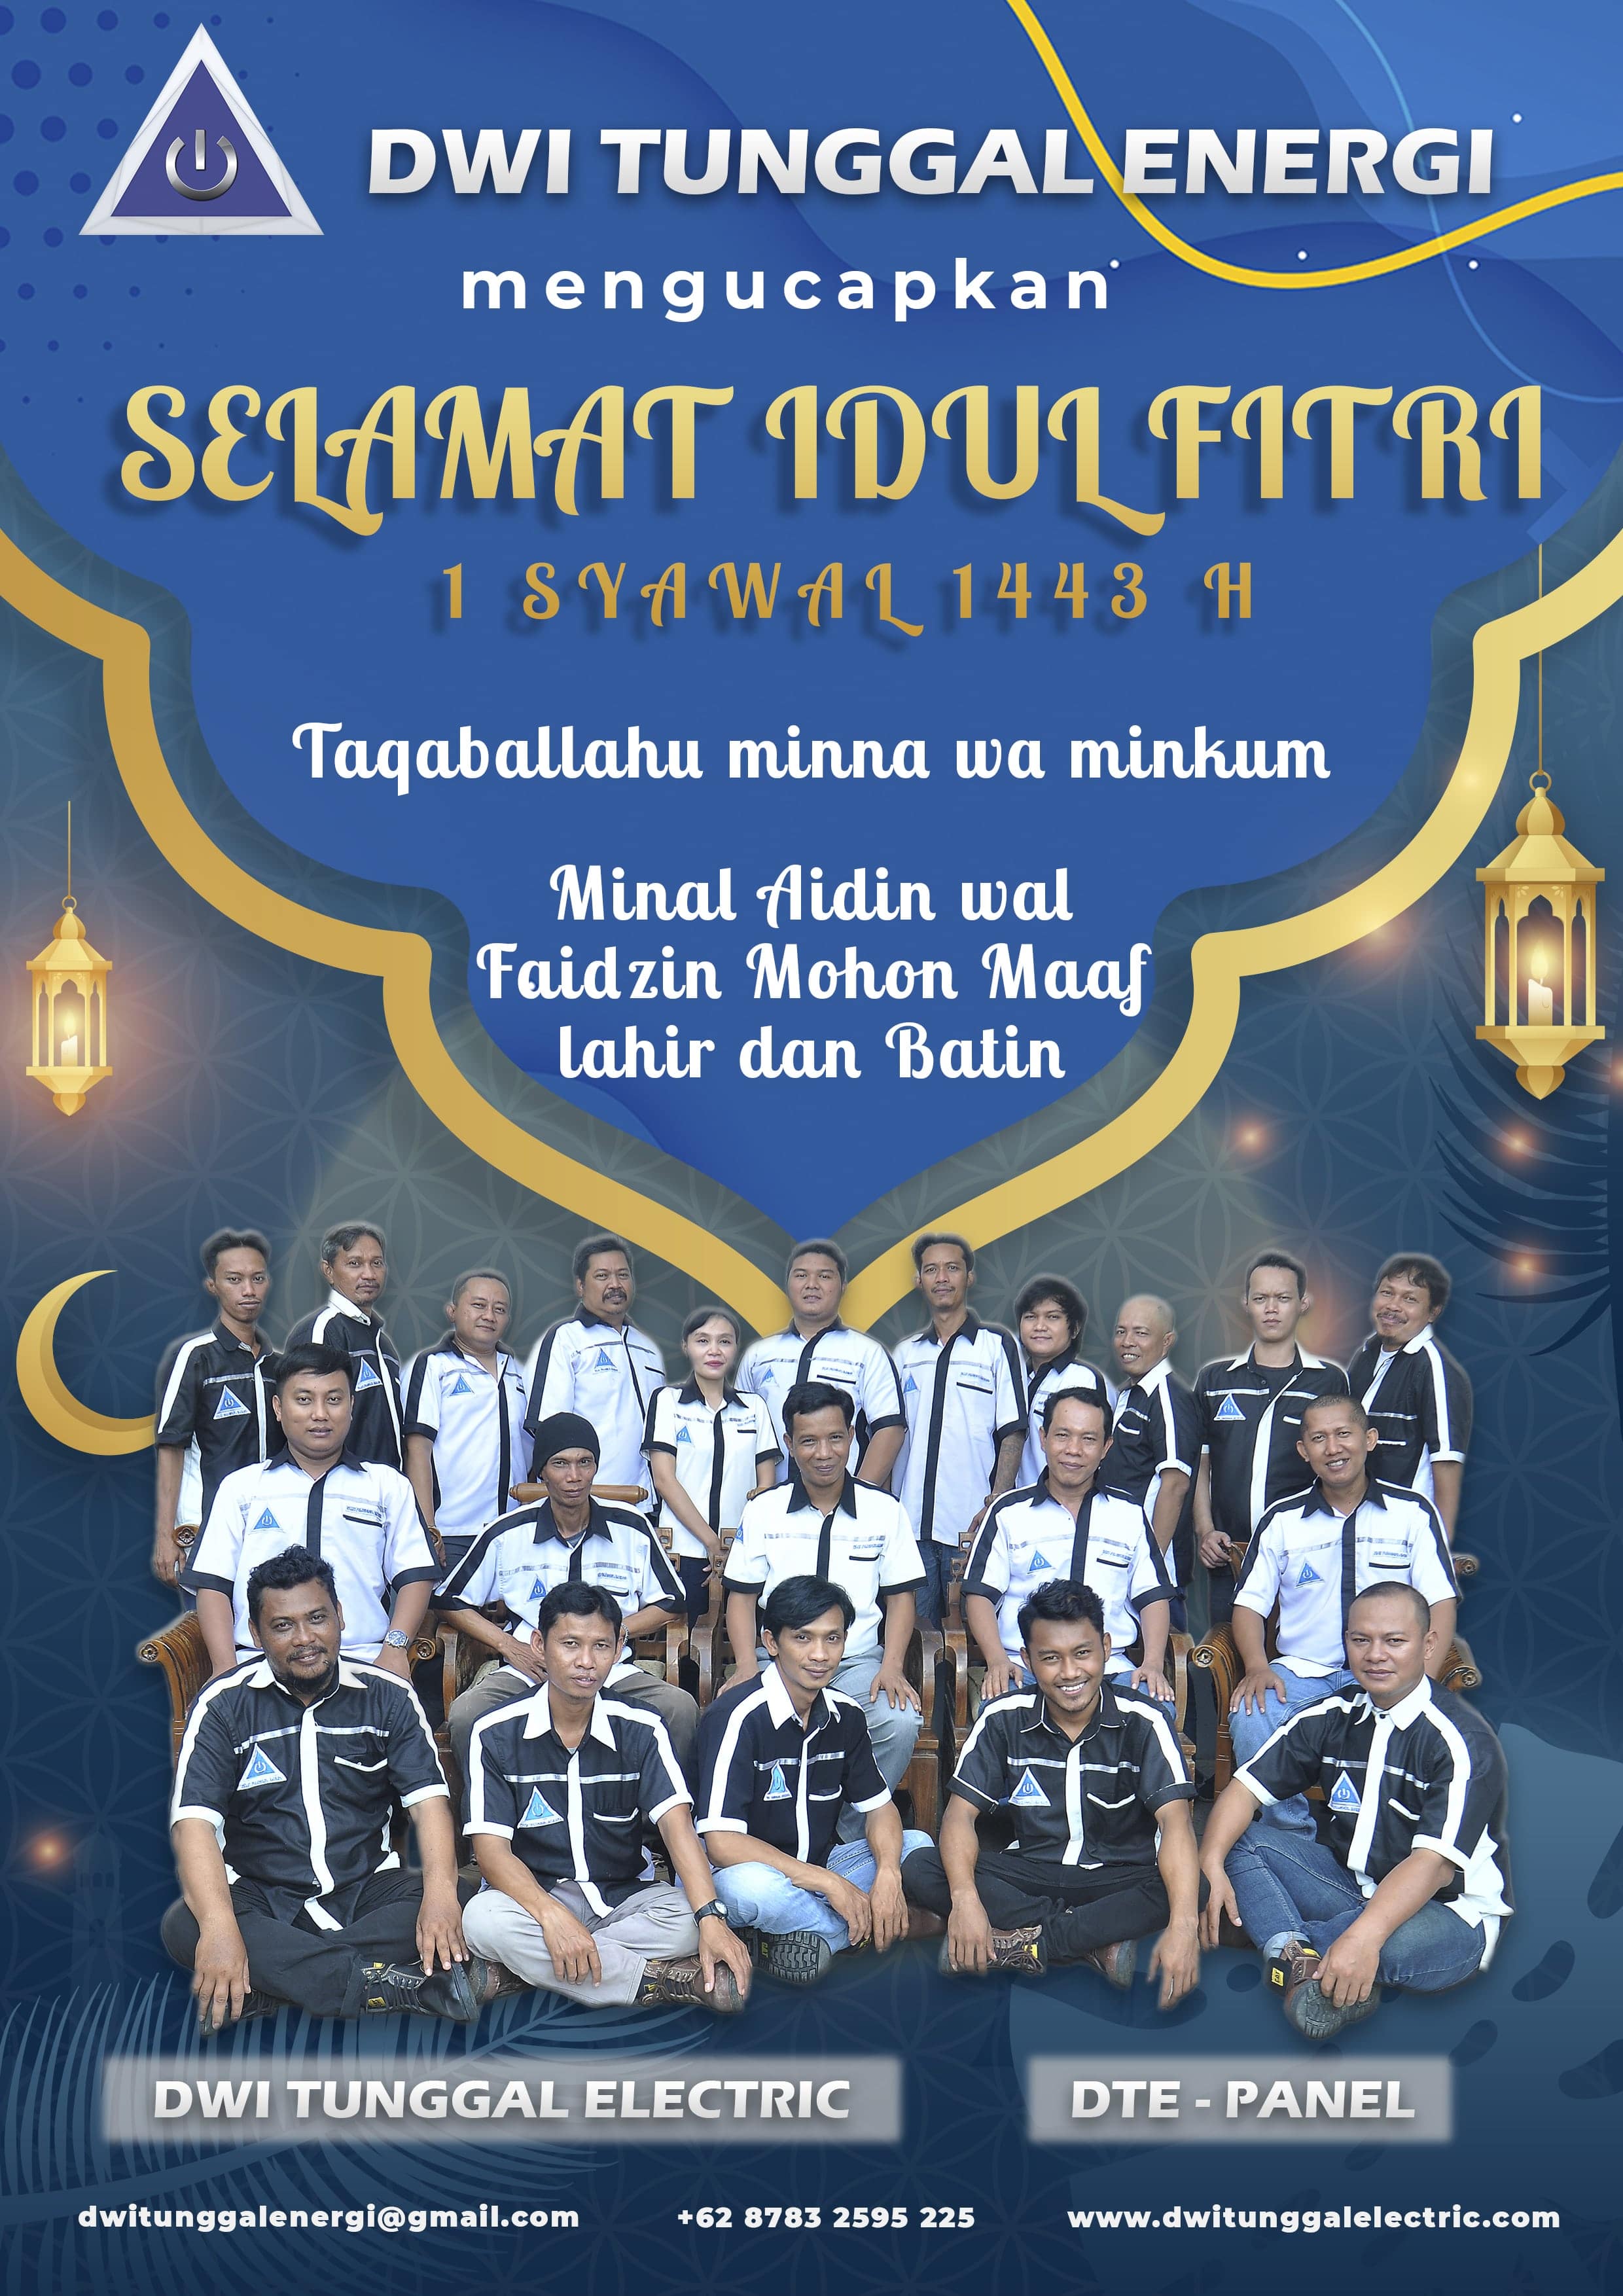 DWI TUNGGAL ENERGI
mengucapkan
SELAMAT IDUL FITRI
1 SYAWAL 1443 H
Taqaballahu minna wa minkum
Minal Aidin wal
Faidzin Mohon Maaf
lahir dan Batin
DWI TUNGGAL ELECTRIC
DTE - PANEL
dwitunggalenergi@gmail.com
+62 8783 2595 225
www.dwitunggalelectric.com